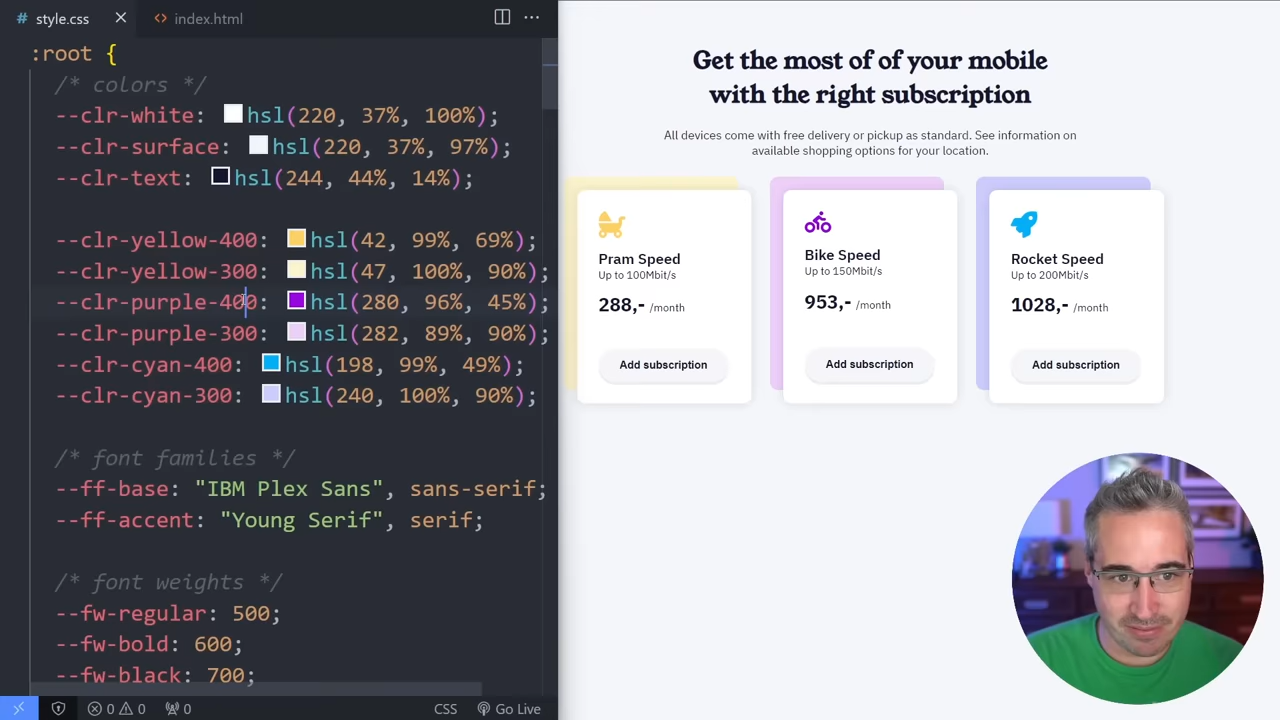 # style.css
<> index.html
:root {
/* colors */
--clr-white: hsl(220, 37%, 100%);
--clr-surface: hsl(220, 37%, 97%);
--clr-text: hsl(244, 44%, 14%);
--clr-yellow-400: hsl(42, 99%, 69%);
--clr-yellow-300: hsl(47, 100%, 90%);
--clr-purple-400: hsl(280, 96%, 45%);
--clr-purple-300: hsl(282, 89%, 90%);
--clr-cyan-400: hsl(198, 99%, 49%);
--clr-cyan-300: hsl(240, 100%, 90%);
/* font families */
--ff-base: "IBM Plex Sans", sans-serif;
--ff-accent: "Young Serif", serif;
/* font weights */
--fw-regular: 500;
--fw-bold: 600;
--fw-black: 700;
0 0 0
CSS
Go Live
Get the most of of your mobile
with the right subscription
All devices come with free delivery or pickup as standard. See information on
available shopping options for your location.
Pram Speed
Up to 100Mbit/s
288,- /month
Add subscription
Bike Speed
Up to 150Mbit/s
953,- /month
Add subscription
Rocket Speed
Up to 200Mbit/s
1028,- /month
Add subscription